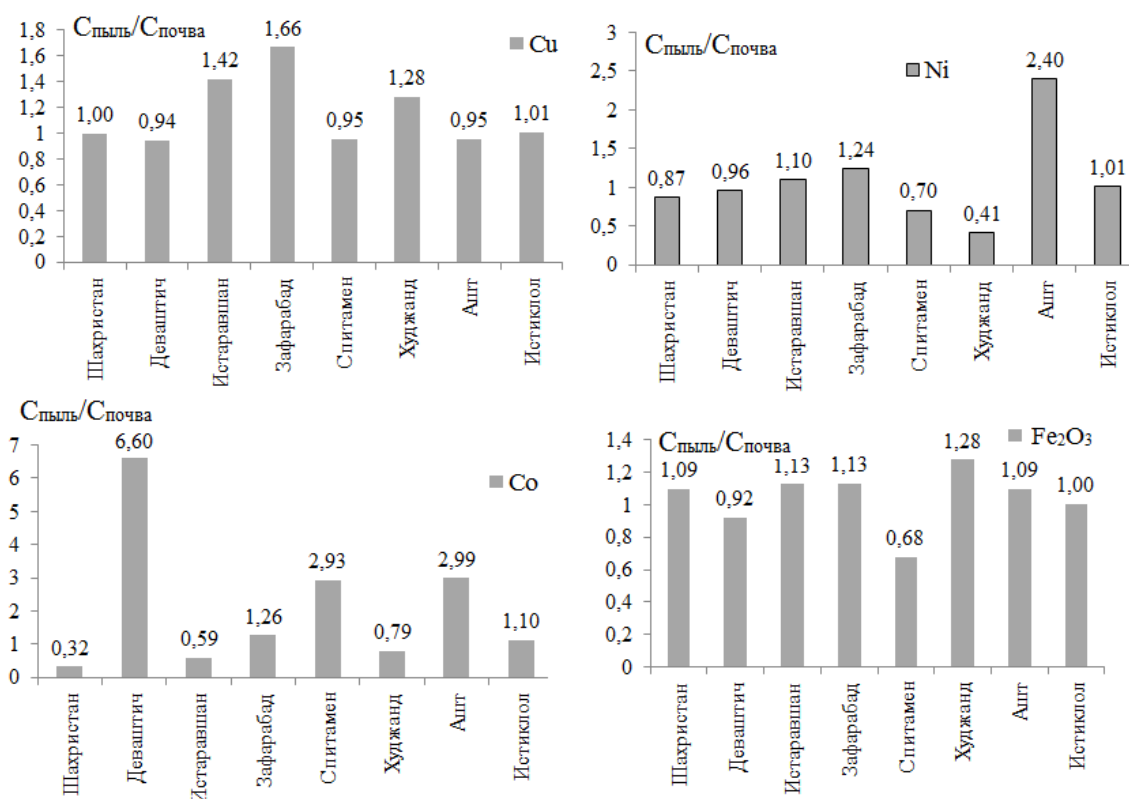 Cпыль/Cпочва
Cu
1,8
1,6
1,4
1,2
1
0,8
0,6
0,4
0,2
0
1,00
0,94
1,42
1,66
0,95
1,28
0,95
1,01
Шахристан
Деваштич
Истаравшан
Зафарабад
Спитамен
Худжанд
Ашт
Истиклол
Cпыль/Cпочва
Ni
3
2,5
2
1,5
1
0,5
0
0,87
0,96
1,10
1,24
0,70
0,41
2,40
1,01
Шахристан
Деваштич
Истаравшан
Зафарабад
Спитамен
Худжанд
Ашт
Истиклол
Cпыль/Cпочва
Co
7
6
5
4
3
2
1
0
0,32
6,60
0,59
1,26
2,93
0,79
2,99
1,10
Шахристан
Деваштич
Истаравшан
Зафарабад
Спитамен
Худжанд
Ашт
Истиклол
Cпыль/Cпочва
Fe₂O₃
1,4
1,2
1
0,8
0,6
0,4
0,2
0
1,09
0,92
1,13
1,13
0,68
1,28
1,09
1,00
Шахристан
Деваштич
Истаравшан
Зафарабад
Спитамен
Худжанд
Ашт
Истиклол